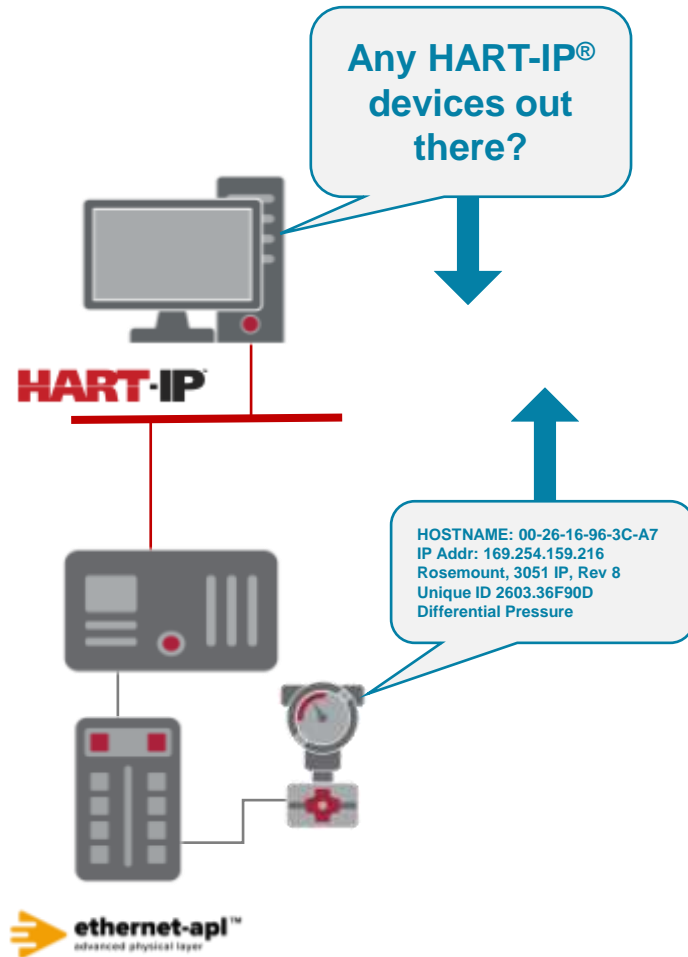 Any HART-IP®
devices out
there?
HART-IP™
HOSTNAME: 00-26-16-96-3C-A7
IP Addr: 169.254.159.216
Rosemount, 3051 IP, Rev 8
Unique ID 2603.36F90D
Differential Pressure
ethernet-apl™
advanced physical layer